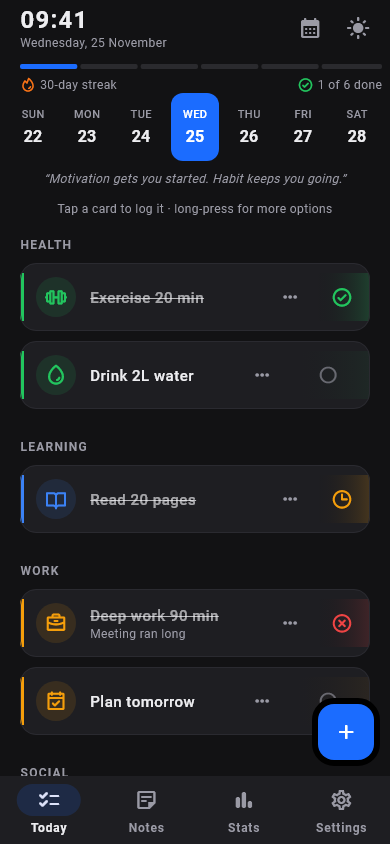 09:41
Wednesday, 25 November
30-day streak
1 of 6 done
SUN MON TUE WED THU FRI SAT
22 23 24 25 26 27 28
“Motivation gets you started. Habit keeps you going.”
Tap a card to log it · long-press for more options
HEALTH
Exercise 20 min
Drink 2L water
LEARNING
Read 20 pages
WORK
Deep work 90 min
Meeting ran long
Plan tomorrow
SOCIAL
Today Notes Stats Settings